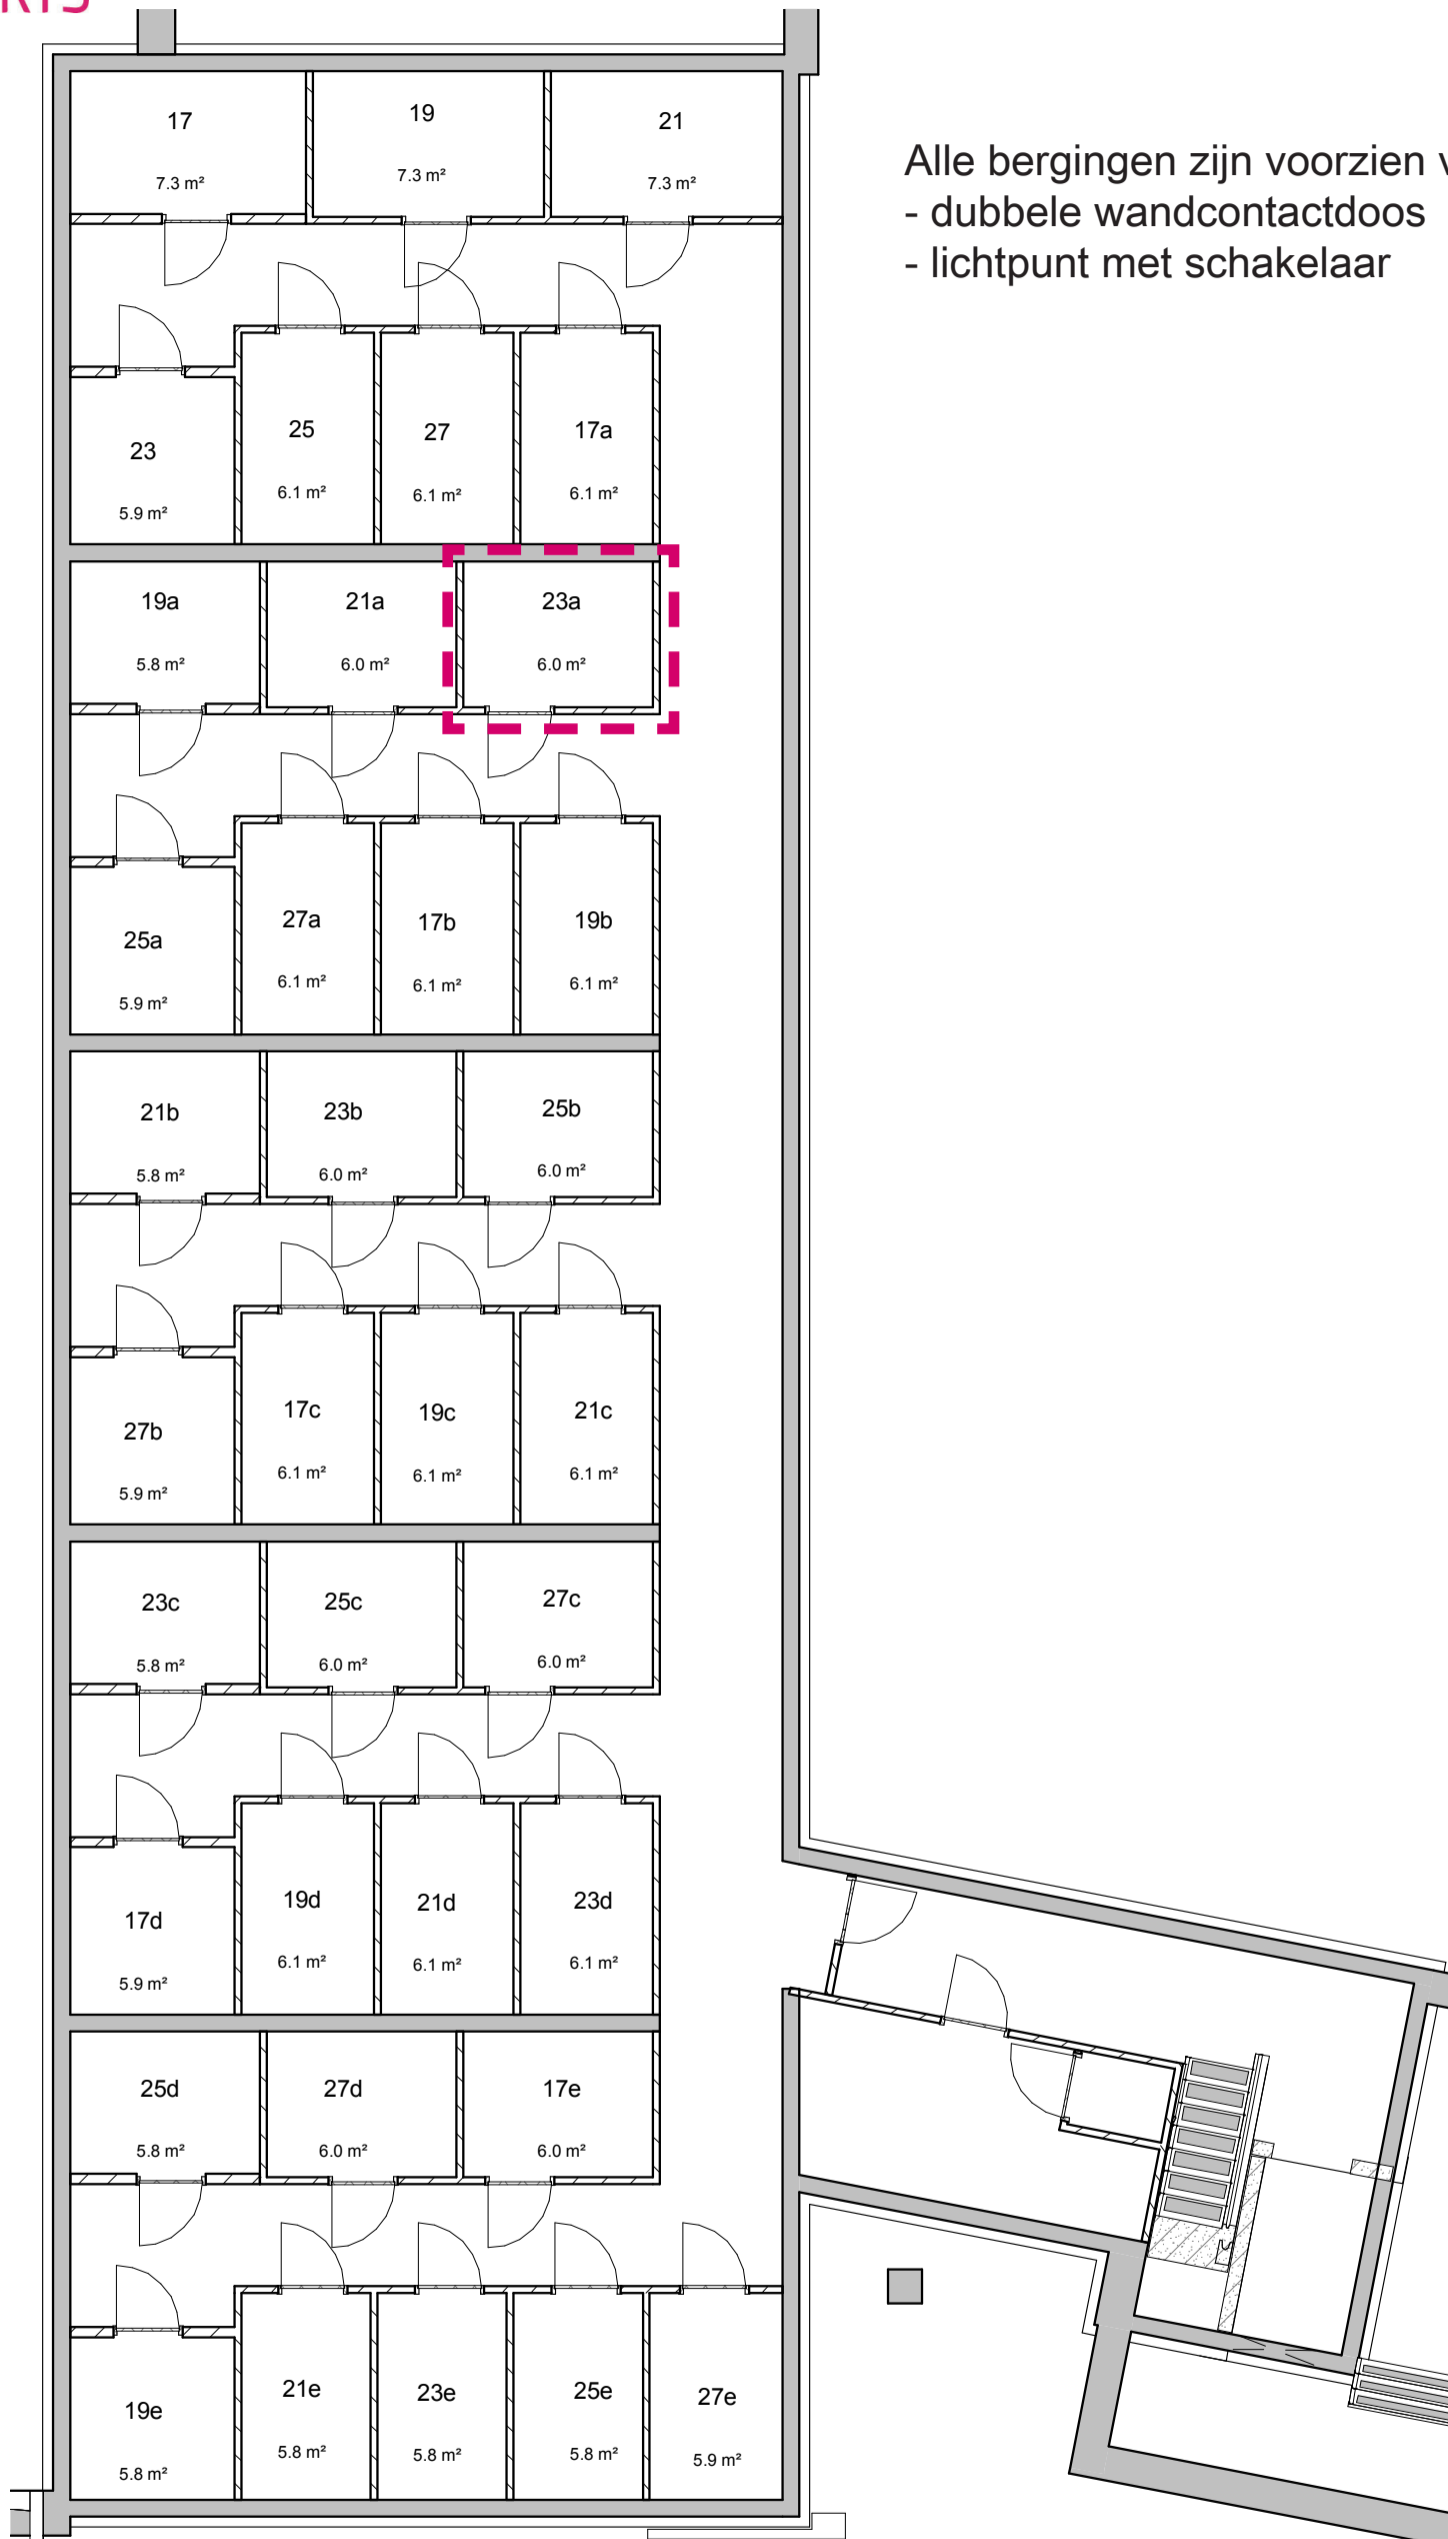 17
19
21
7.3 m²
7.3 m²
7.3 m²
Alle bergingen zijn voorzien
- dubbele wandcontactdoos
- lichtpunt met schakelaar
23
25
27
17a
5.9 m²
6.1 m²
6.1 m²
6.1 m²
19a
21a
23a
5.8 m²
6.0 m²
6.0 m²
25a
27a
17b
19b
5.9 m²
6.1 m²
6.1 m²
6.1 m²
21b
23b
25b
5.8 m²
6.0 m²
6.0 m²
27b
17c
19c
21c
5.9 m²
6.1 m²
6.1 m²
6.1 m²
23c
25c
27c
5.8 m²
6.0 m²
6.0 m²
17d
19d
21d
23d
5.9 m²
6.1 m²
6.1 m²
6.1 m²
25d
27d
17e
5.8 m²
6.0 m²
6.0 m²
19e
21e
23e
25e
27e
5.8 m²
5.8 m²
5.8 m²
5.8 m²
5.9 m²